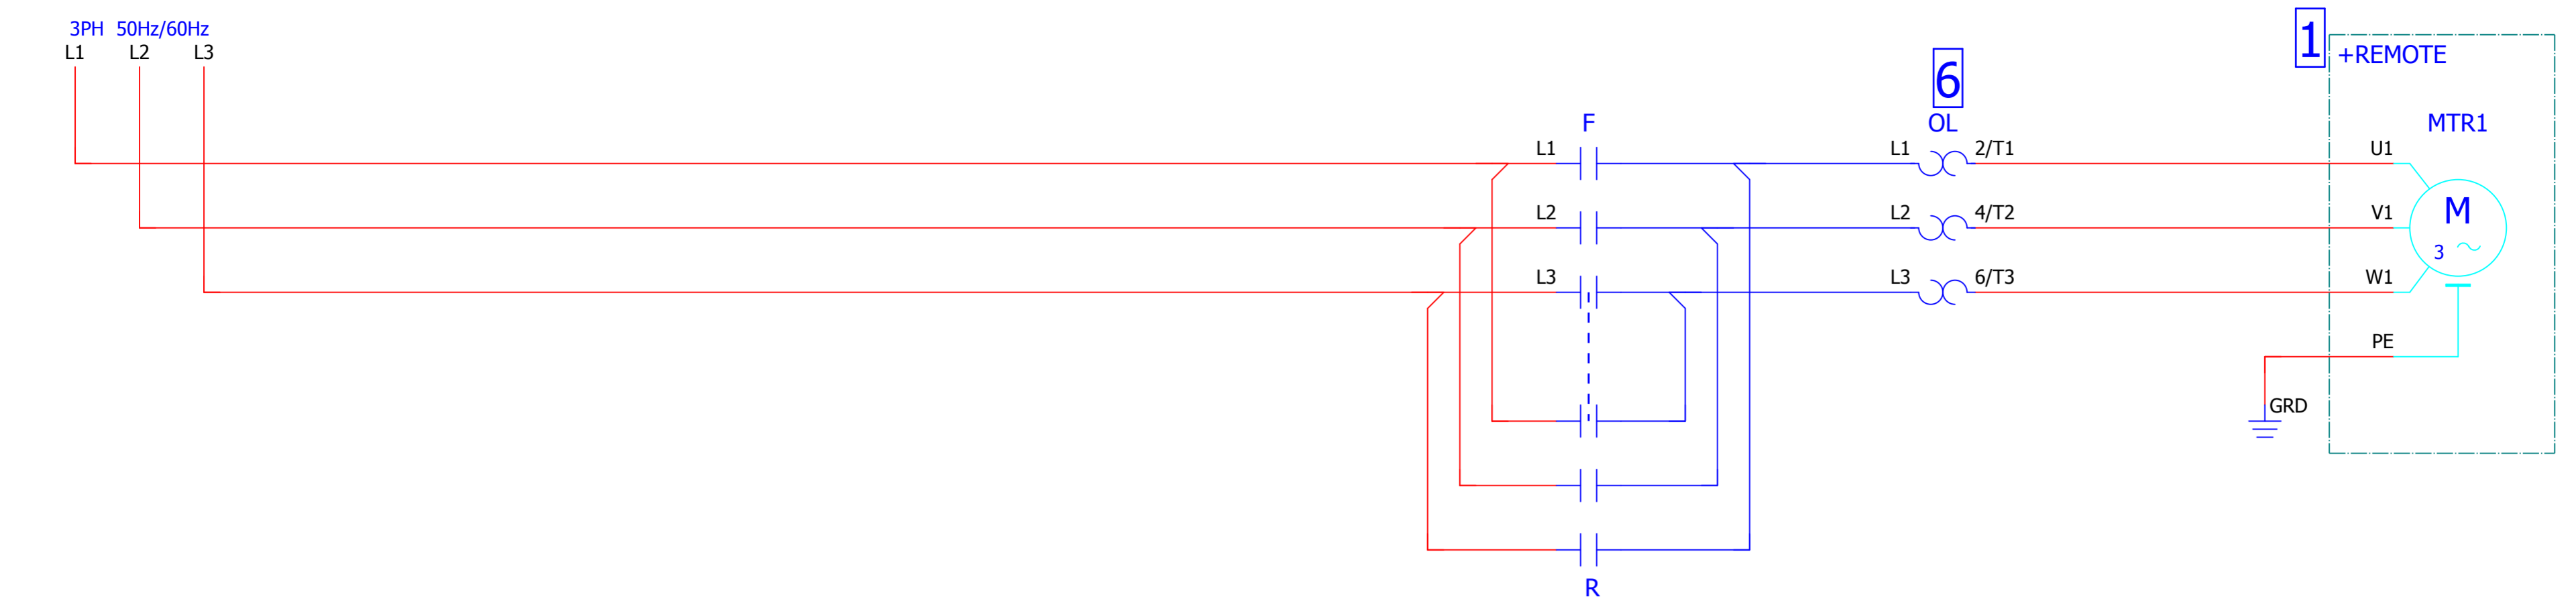 3PH 50Hz/60Hz
L1 L2 L3
1
+REMOTE
6
F
OL
MTR1
L1
L1
2/T1
U1
L2
L2
4/T2
V1
M
3 ~
L3
L3
6/T3
W1
PE
GRD
R